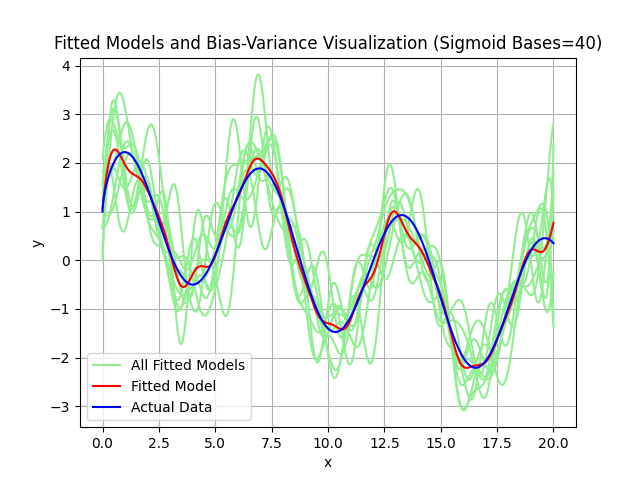 Fitted Models and Bias-Variance Visualization (Sigmoid Bases=40)
4
3
2
1
0
−1
−2
−3
y
All Fitted Models
Fitted Model
Actual Data
0.0 2.5 5.0 7.5 10.0 12.5 15.0 17.5 20.0
x